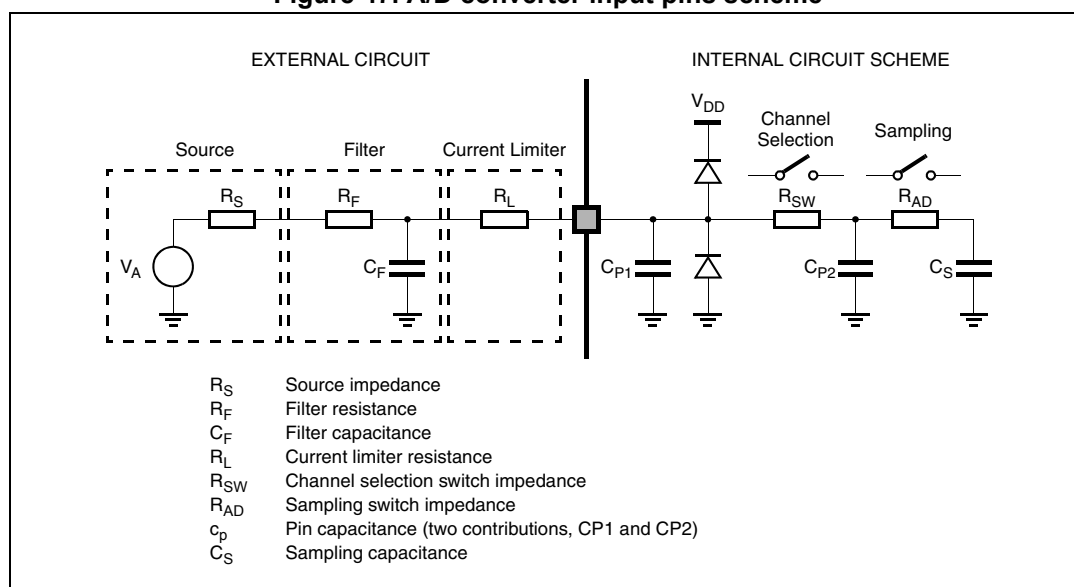 Figure A/D converter input pins scheme
EXTERNAL CIRCUIT
INTERNAL CIRCUIT SCHEME
VDD
Channel
Selection
Sampling
Source
Filter
Current Limiter
RS
RF
RL
RSW
RAD
VA
CF
CP1
CP2
CS
RS Source impedance
RF Filter resistance
CF Filter capacitance
RL Current limiter resistance
RSW Channel selection switch impedance
RAD Sampling switch impedance
cp Pin capacitance (two contributions, CP1 and CP2)
CS Sampling capacitance